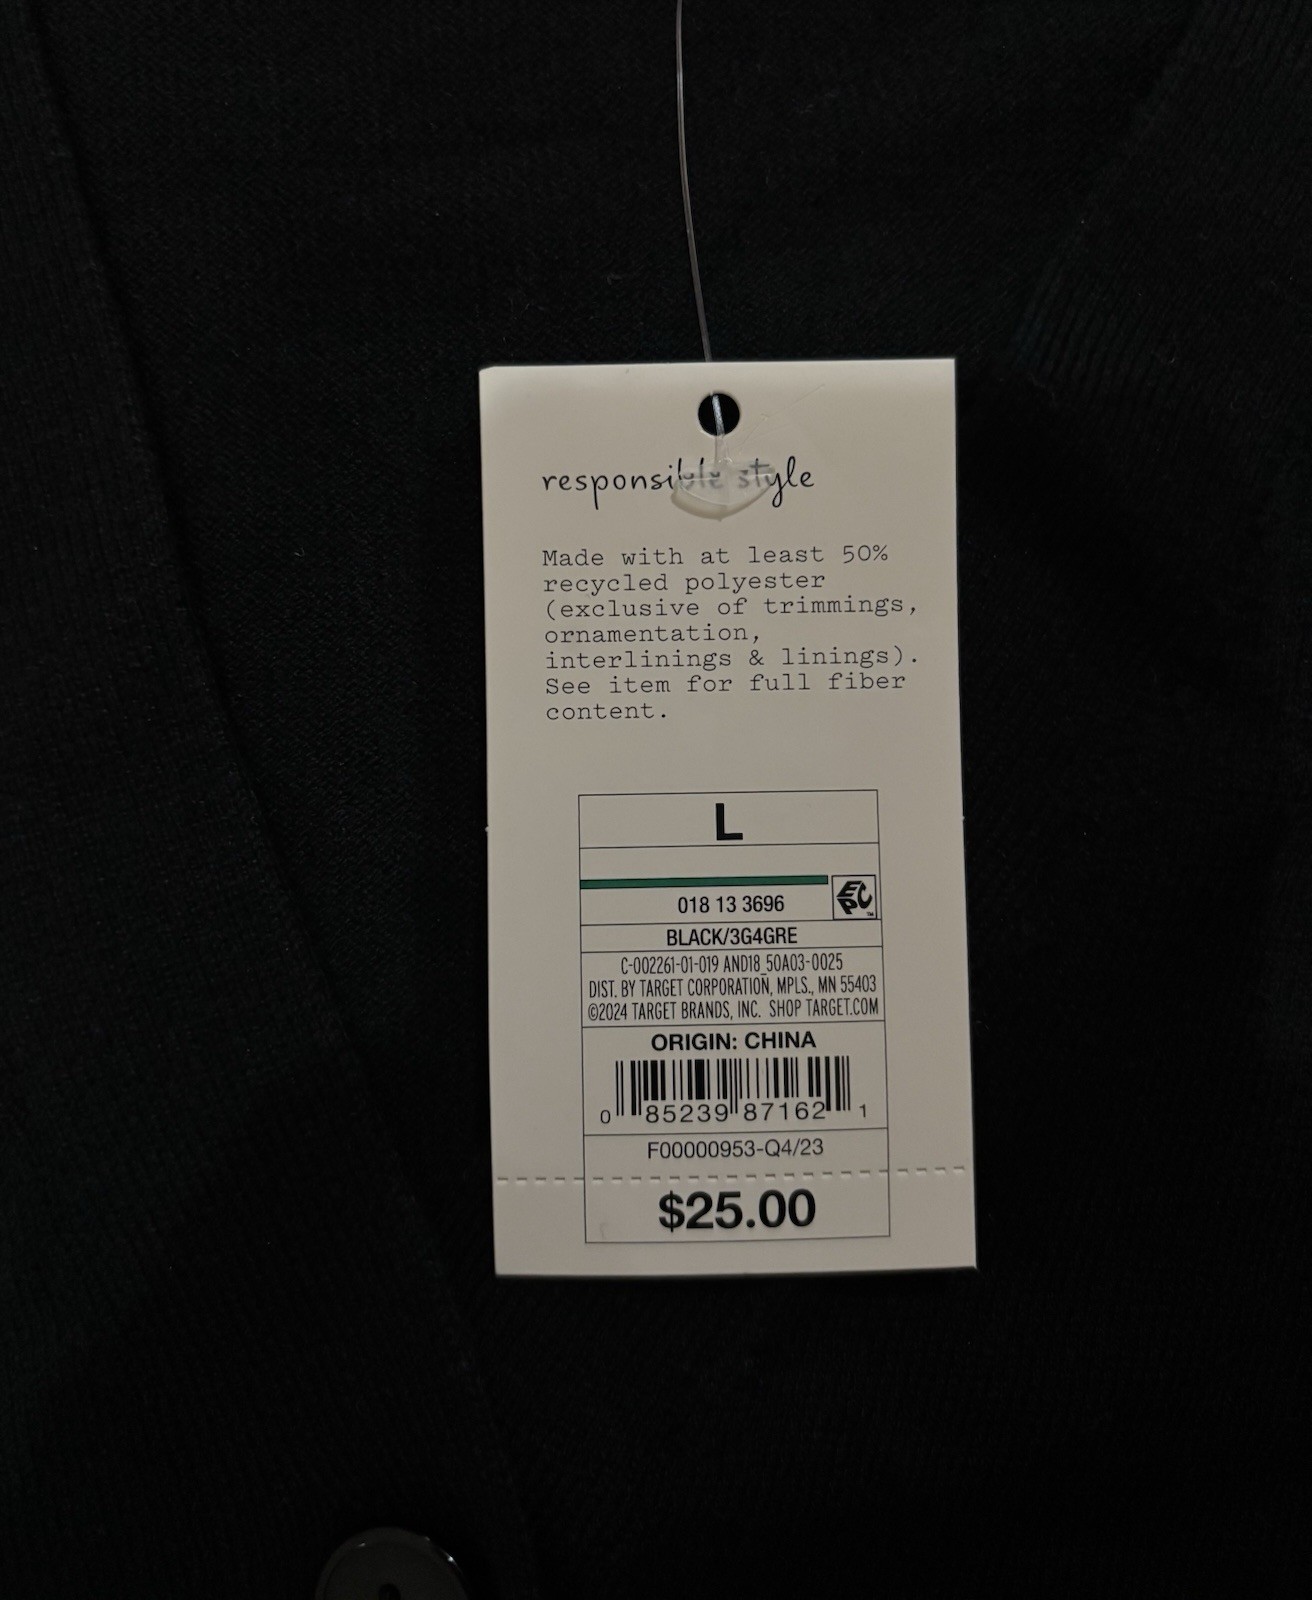 responsible style
Made with at least 50%
recycled polyester
(exclusive of trimmings,
ornamentation,
interlinings & linings).
See item for full fiber
content.
L
018 13 3696
EPC
™
BLACK/3G4GRE
C-002261-01-019 AND18_50A03-0025
DIST. BY TARGET CORPORATION, MPLS., MN 55403
©2024 TARGET BRANDS, INC. SHOP TARGET.COM
ORIGIN: CHINA
0 85239 87162 1
F00000953-Q4/23
$25.00